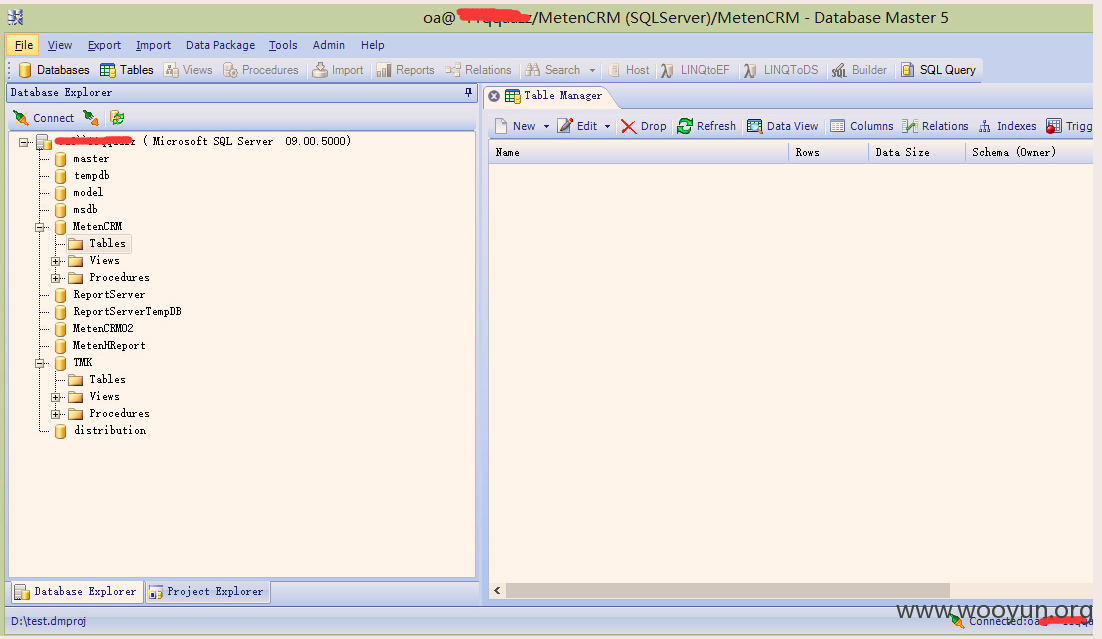 oa@ /MetenCRM (SQLServer)/MetenCRM - Database Master 5
File View Export Import Data Package Tools Admin Help
Databases Tables Views Procedures Import Reports Relations Search Host LINQtoEF LINQToDS Builder SQL Query
Database Explorer
Table Manager
Connect
New Edit Drop Refresh Data View Columns Relations Indexes Trigg
( Microsoft SQL Server 09.00.5000)
Name Rows Data Size Schema (Owner)
master
tempdb
model
msdb
MetenCRM
Tables
Views
Procedures
ReportServer
ReportServerTempDB
MetenCRM02
MetenHReport
TMK
Tables
Views
Procedures
distribution
Database Explorer Project Explorer
www.wooyun.org
D:\test.dmproj
Connected:oa